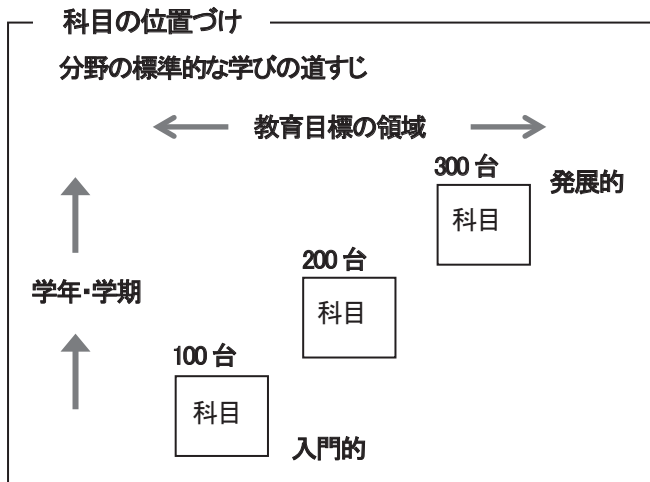 科目の位置づけ
分野の標準的な学びの道すじ
教育目標の領域
300 台
発展的
科目
200 台
学年・学期
科目
100 台
科目
入門的